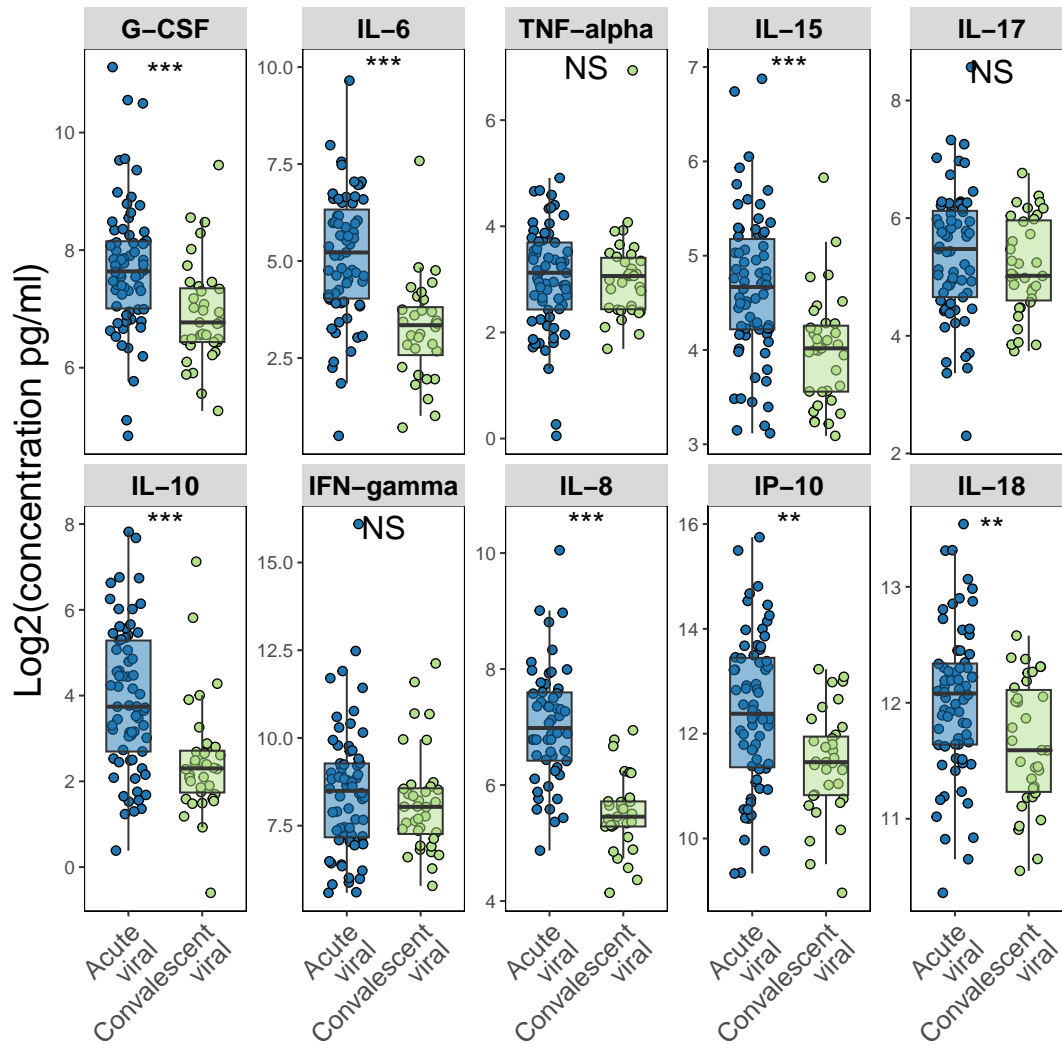 G−CSF
IL−6
TNF−alpha
IL−15
IL−17
***
***
NS
***
NS
10
8
6
10.0
7.5
5.0
2.5
6
4
2
0
7
6
5
4
3
8
6
4
2
IL−10
IFN−gamma
IL−8
IP−10
IL−18
***
NS
***
**
**
8
6
4
2
0
15.0
12.5
10.0
7.5
10
8
6
4
16
14
12
10
13
12
11
Log2(concentration pg/ml)
Acute
viral
Convalescent
viral
Acute
viral
Convalescent
viral
Acute
viral
Convalescent
viral
Acute
viral
Convalescent
viral
Acute
viral
Convalescent
viral